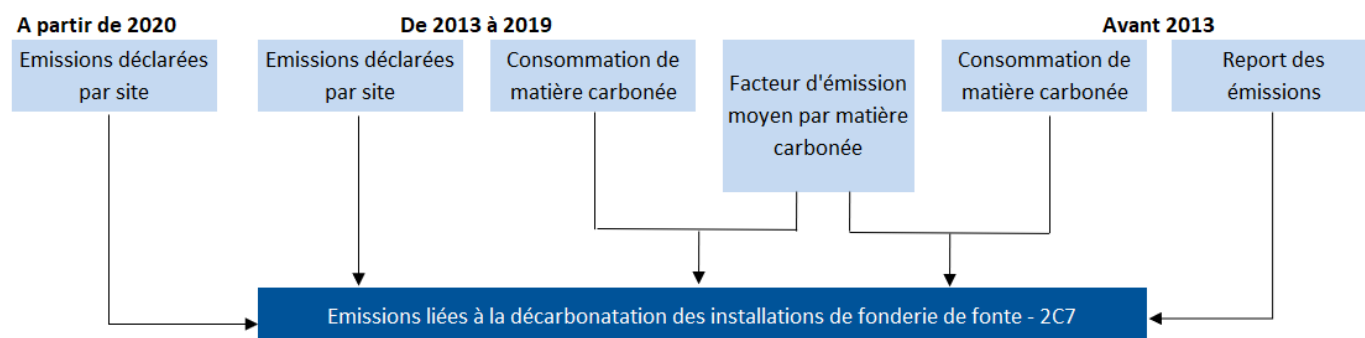 A partir de 2020
De 2013 à 2019
Avant 2013
Emissions déclarées
par site
Emissions déclarées
par site
Consommation de
matière carbonée
Facteur d'émission
moyen par matière
carbonée
Consommation de
matière carbonée
Report des
émissions
Emissions liées à la décarbonatation des installations de fonderie de fonte - 2C7